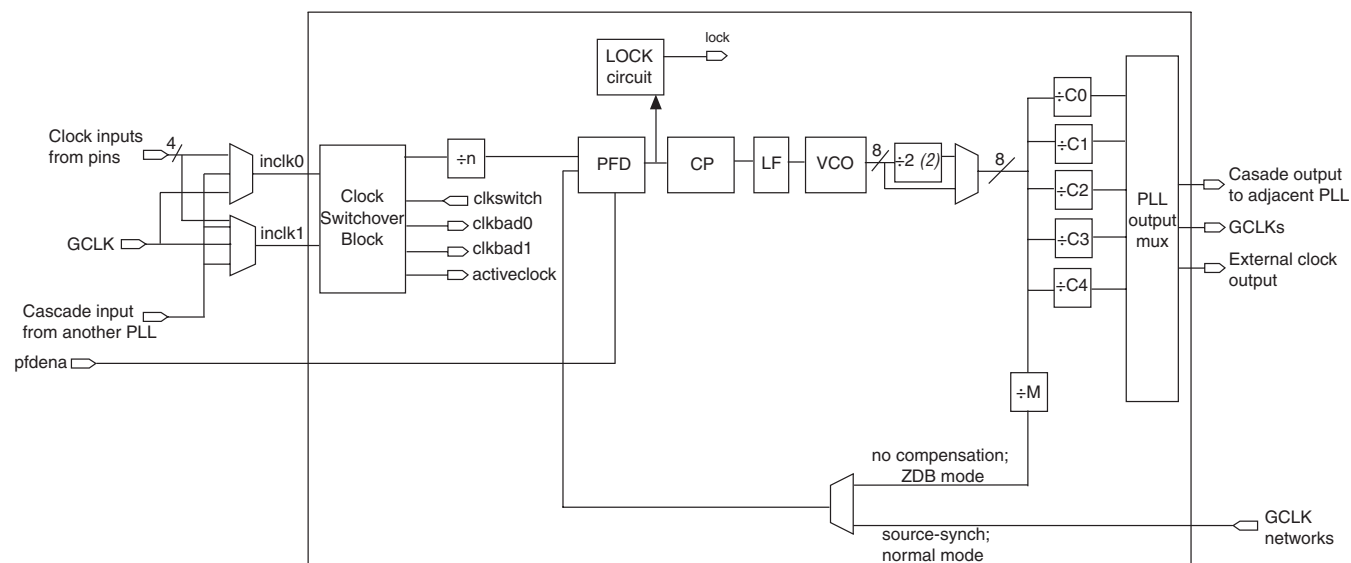 lock
LOCK
circuit
Clock inputs
from pins
4
inclk0
GCLK
inclk1
Cascade input
from another PLL
pfdena
Clock
Switchover
Block
÷n
clkswitch
clkbad0
clkbad1
activeclock
PFD
CP
LF
VCO
8
÷2 (2)
8
÷C0
÷C1
÷C2
÷C3
÷C4
÷M
PLL
output
mux
Casade output
to adjacent PLL
GCLKs
External clock
output
no compensation;
ZDB mode
source-synch;
normal mode
GCLK
networks